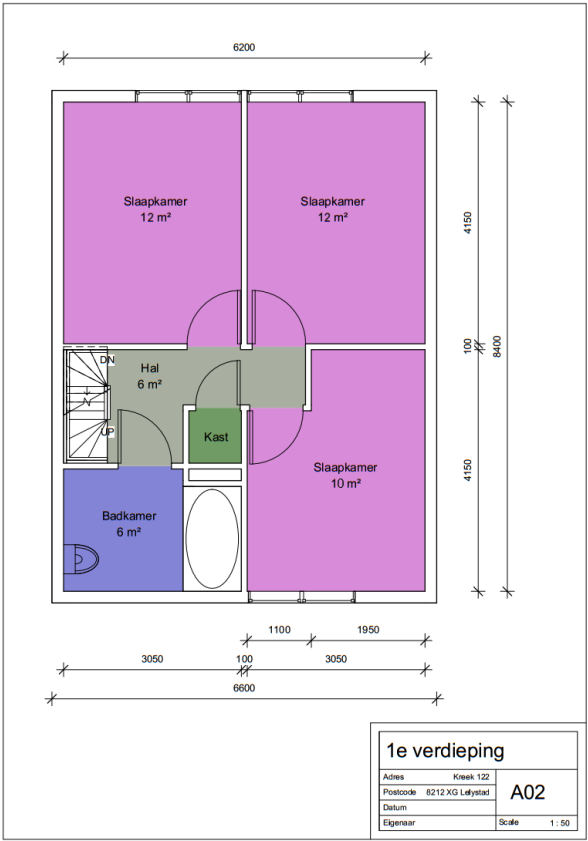 6200
Slaapkamer
12 m²
Slaapkamer
12 m²
4150
100
8400
DN
Hal
6 m²
UP
Kast
Slaapkamer
10 m²
4150
Badkamer
6 m²
1100
1950
3050
100
3050
6600
1e verdieping
Adres Kreek 122
Postcode 8212 XG Lelystad
Datum
A02
Eigenaar
Scale 1 : 50